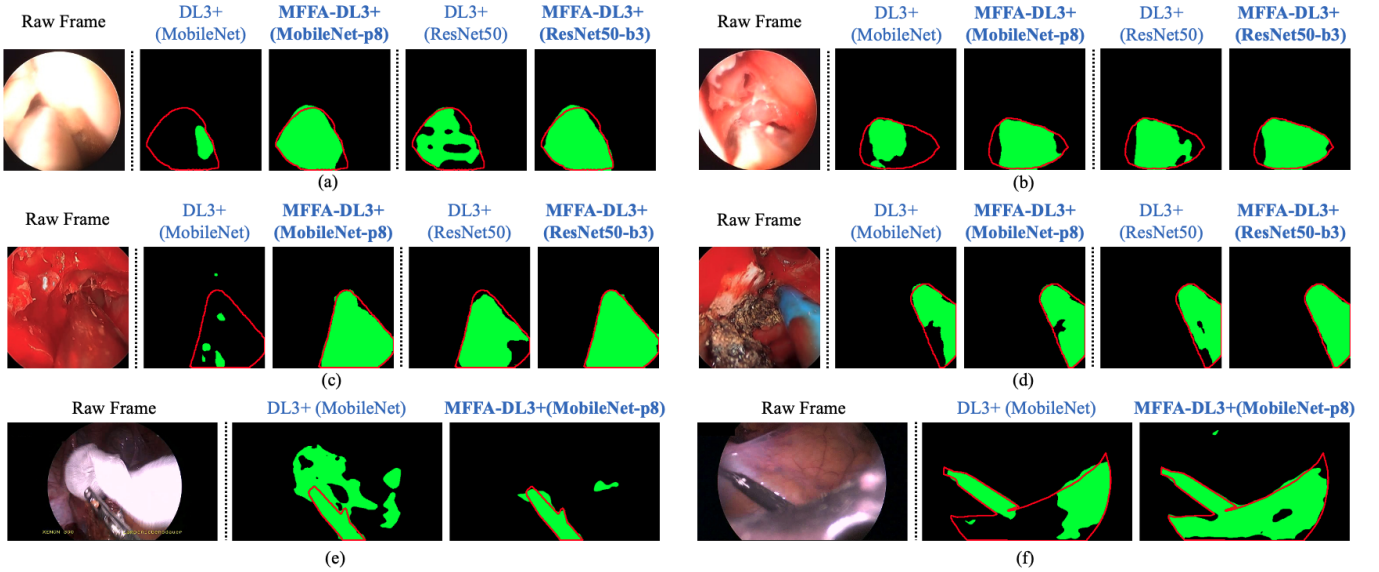 Raw Frame
DL3+
(MobileNet)
MFFA-DL3+
(MobileNet-p8)
DL3+
(ResNet50)
MFFA-DL3+
(ResNet50-b3)
(a)
Raw Frame
DL3+
(MobileNet)
MFFA-DL3+
(MobileNet-p8)
DL3+
(ResNet50)
MFFA-DL3+
(ResNet50-b3)
(b)
Raw Frame
DL3+
(MobileNet)
MFFA-DL3+
(MobileNet-p8)
DL3+
(ResNet50)
MFFA-DL3+
(ResNet50-b3)
(c)
Raw Frame
DL3+
(MobileNet)
MFFA-DL3+
(MobileNet-p8)
DL3+
(ResNet50)
MFFA-DL3+
(ResNet50-b3)
(d)
Raw Frame
DL3+ (MobileNet)
MFFA-DL3+(MobileNet-p8)
(e)
Raw Frame
DL3+ (MobileNet)
MFFA-DL3+(MobileNet-p8)
(f)